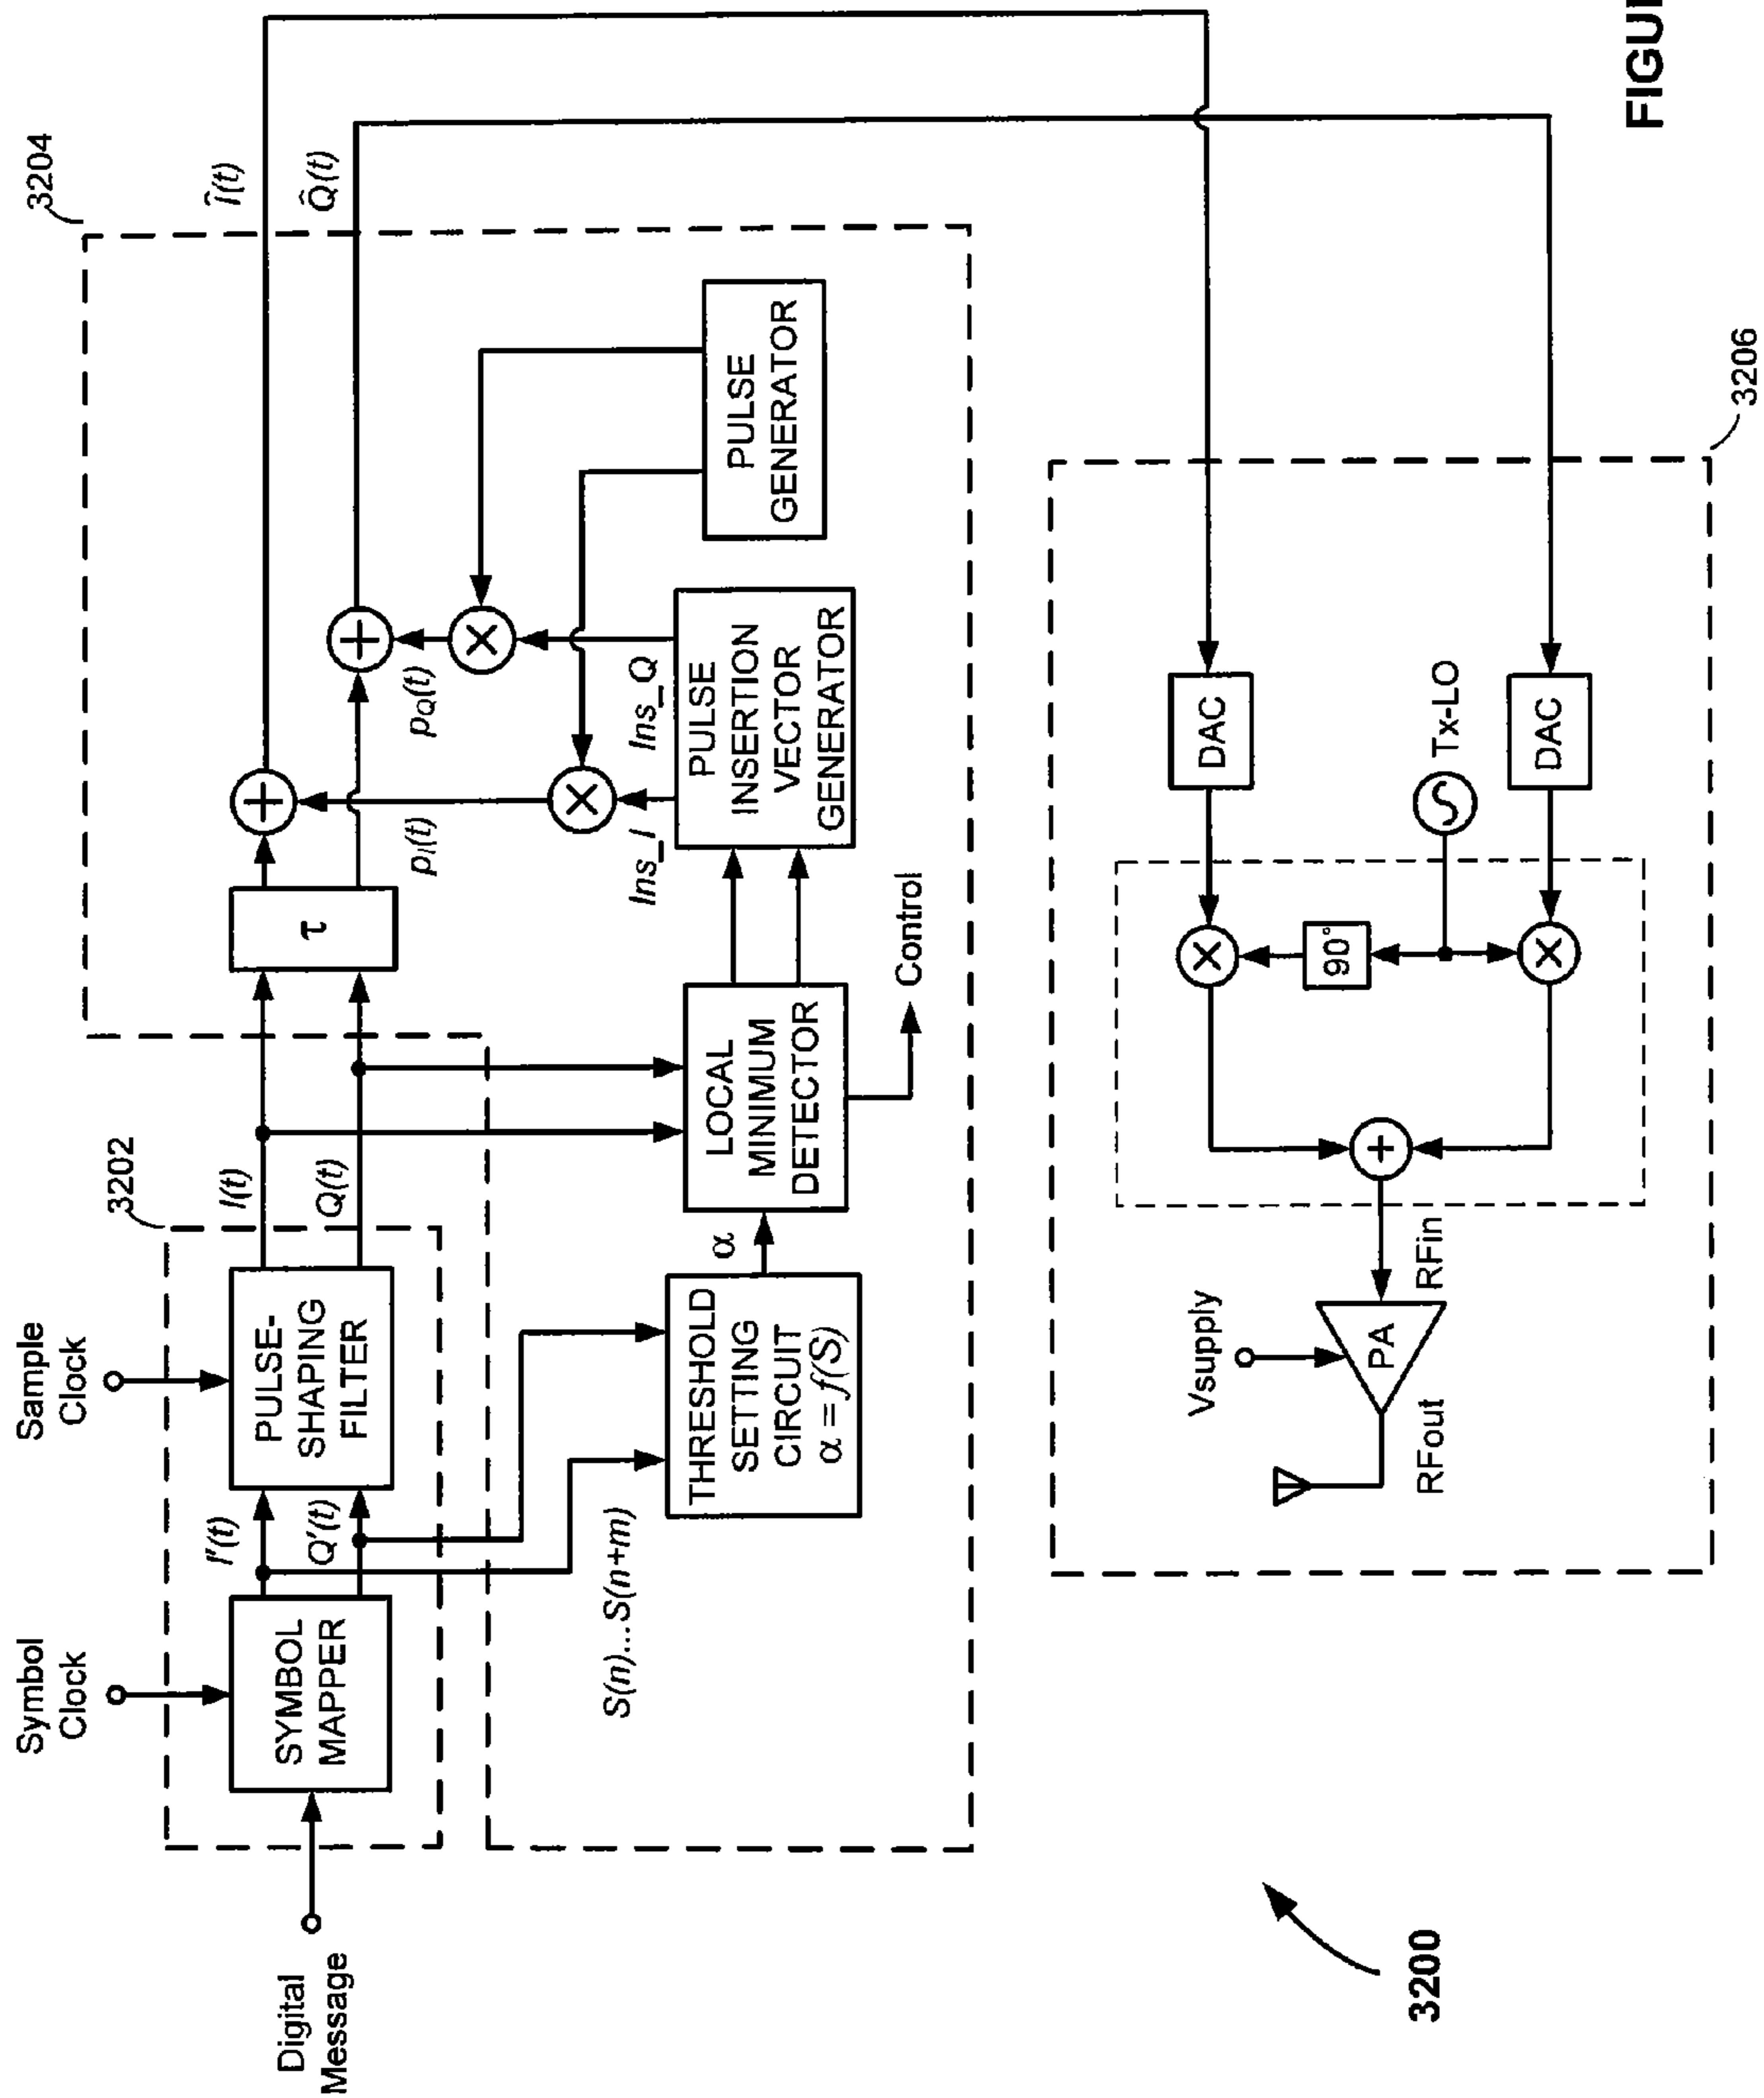 Symbol
Clock
Sample
Clock
3204
Digital
Message
3202
SYMBOL
MAPPER
I'(t)
Q'(t)
PULSE-
SHAPING
FILTER
I(t)
Q(t)
τ
Î(t)
Q̂(t)
p_I(t)
p_Q(t)
S(n)...S(n+m)
THRESHOLD
SETTING
CIRCUIT
α = f(S)
α
LOCAL
MINIMUM
DETECTOR
Control
Ins_I
Ins_Q
PULSE
INSERTION
VECTOR
GENERATOR
PULSE
GENERATOR
Vsupply
PA
RFout
RFin
90°
DAC
Tx-LO
DAC
3206
3200